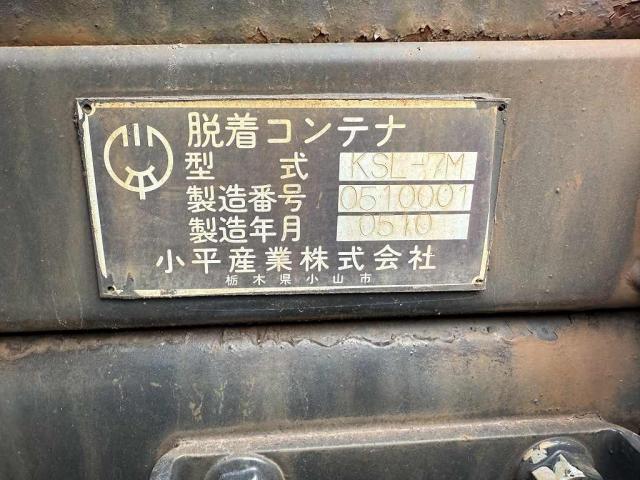 脱着コンテナ
型 式 KSL-7M
製造番号 0510001
製造年月 0510
小平産業株式会社
栃木県小山市